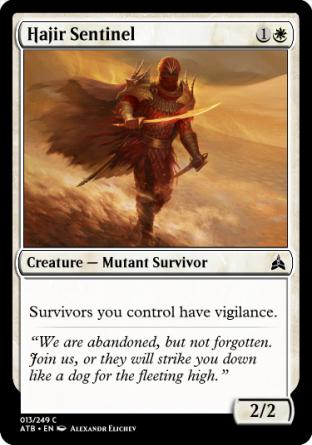 Hajir Sentinel 1
Creature — Mutant Survivor
Survivors you control have vigilance.
“We are abandoned, but not forgotten.
Join us, or they will strike you down
like a dog for the fleeting high.”
2/2
013/249 C
ATB • EN Alexandr Elichev